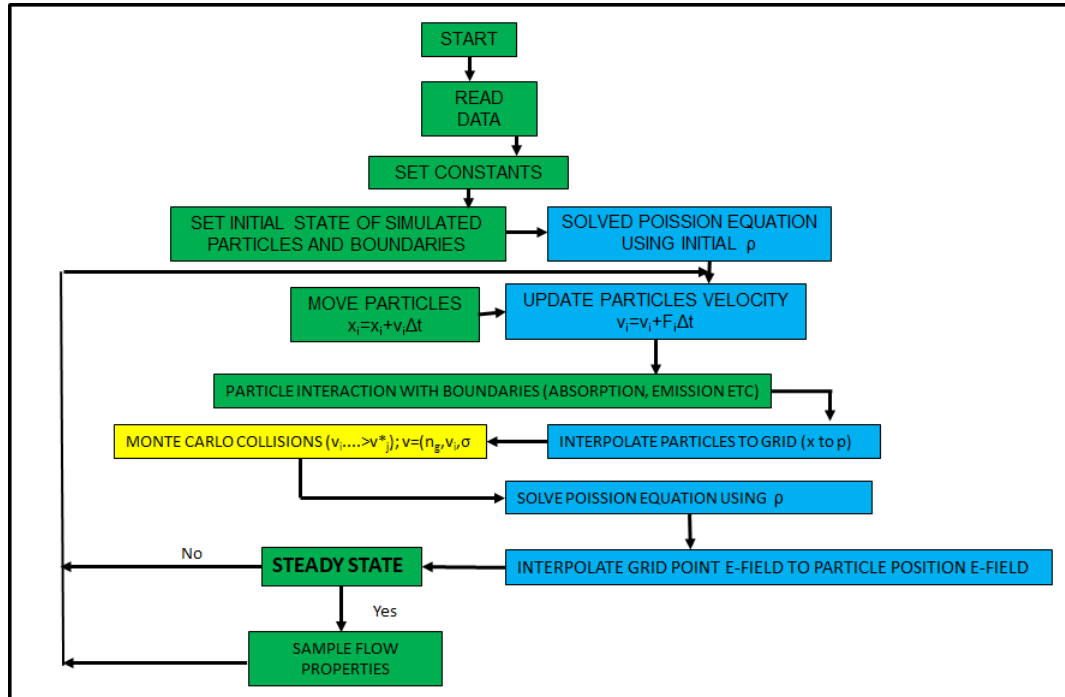 START
READ
DATA
SET CONSTANTS
SET INITIAL STATE OF SIMULATED
PARTICLES AND BOUNDARIES
SOLVED POISSION EQUATION
USING INITIAL ρ
MOVE PARTICLES
xᵢ=xᵢ+vᵢΔt
UPDATE PARTICLES VELOCITY
vᵢ=vᵢ+FᵢΔt
PARTICLE INTERACTION WITH BOUNDARIES (ABSORPTION, EMISSION ETC)
MONTE CARLO COLLISIONS (vᵢ....>v*ⱼ); v=(n_g,vᵢ,σ
INTERPOLATE PARTICLES TO GRID (x to p)
SOLVE POISSION EQUATION USING ρ
No
STEADY STATE
INTERPOLATE GRID POINT E-FIELD TO PARTICLE POSITION E-FIELD
Yes
SAMPLE FLOW
PROPERTIES